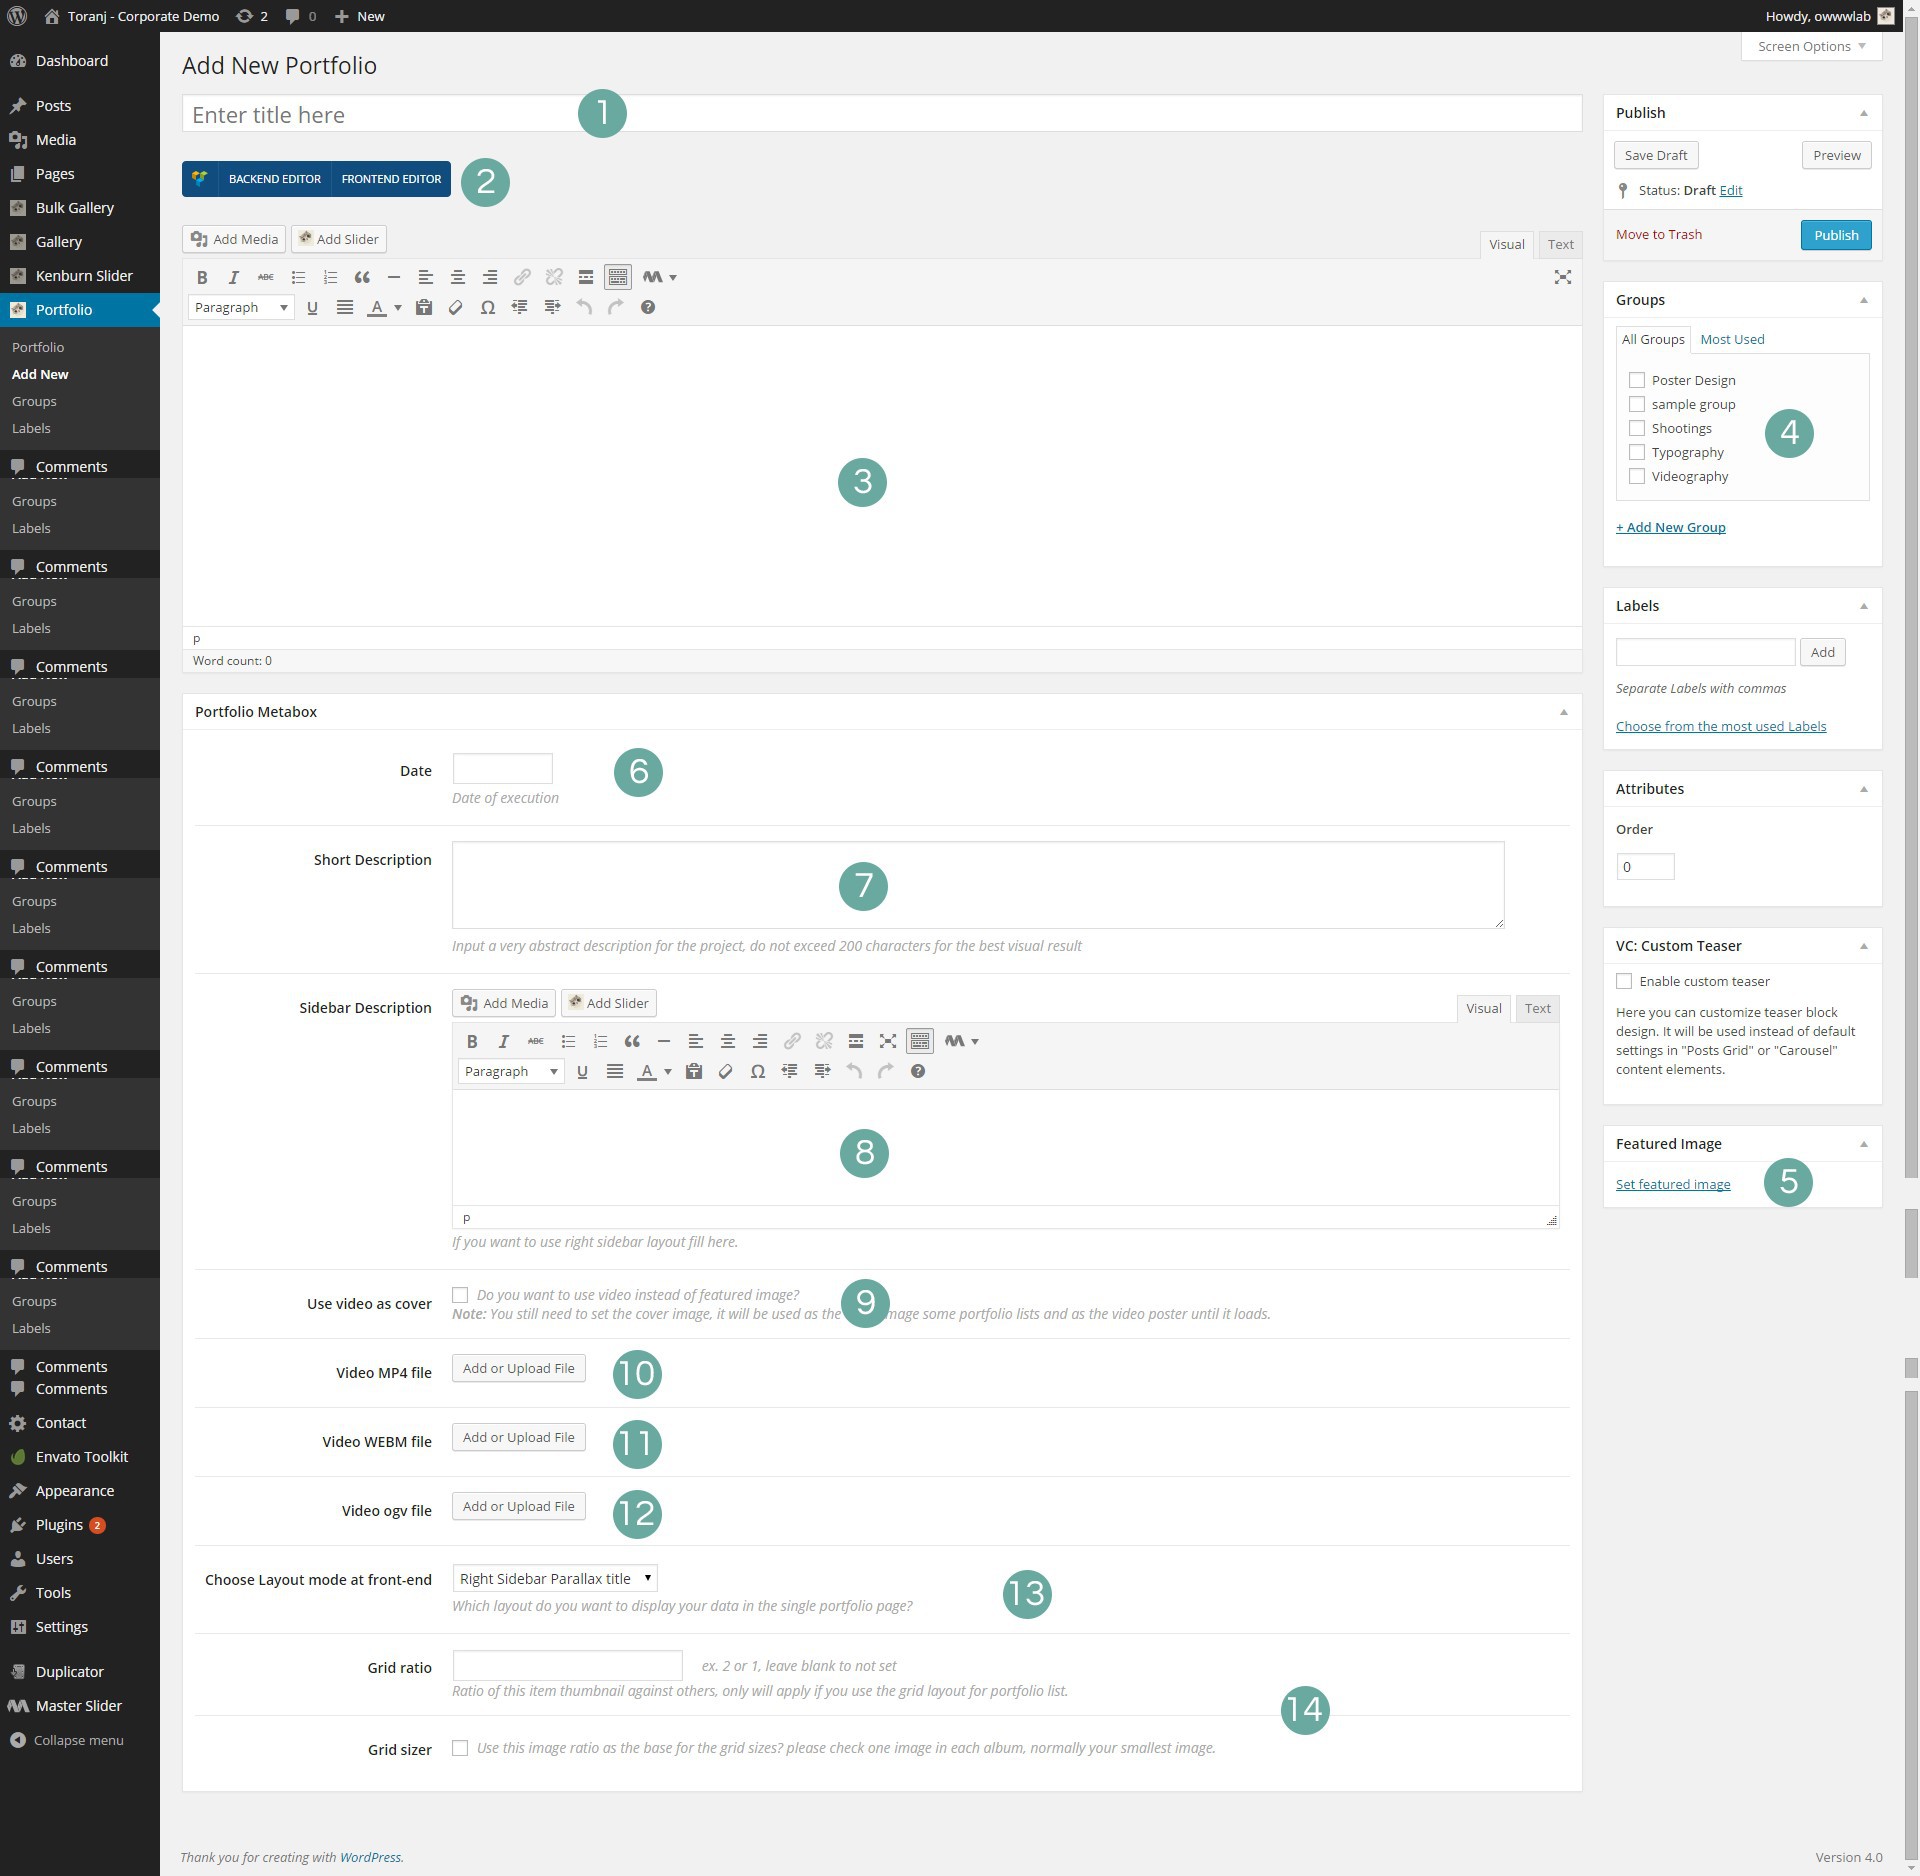 Toranj - Corporate Demo 2 0 New
Howdy, owwwlab
Screen Options
Dashboard
Posts
Media
Pages
Bulk Gallery
Gallery
Kenburn Slider
Portfolio
Portfolio
Add New
Groups
Labels
Comments
Groups
Labels
Comments
Groups
Labels
Comments
Groups
Labels
Comments
Groups
Labels
Comments
Groups
Labels
Comments
Groups
Labels
Comments
Groups
Labels
Comments
Groups
Labels
Comments
Groups
Labels
Comments
Comments
Contact
Envato Toolkit
Appearance
Plugins 2
Users
Tools
Settings
Duplicator
Master Slider
Collapse menu
Add New Portfolio
Enter title here 1
BACKEND EDITOR FRONTEND EDITOR 2
Add Media Add Slider
Visual Text
B I ABC
Paragraph U A Ω ?
3
p
Word count: 0
Portfolio Metabox
Date 6
Date of execution
Short Description 7
Input a very abstract description for the project, do not exceed 200 characters for the best visual result
Sidebar Description Add Media Add Slider
Visual Text
B I ABC
Paragraph U A Ω ?
8
p
If you want to use right sidebar layout fill here.
Use video as cover Do you want to use video instead of featured image? 9
Note: You still need to set the cover image, it will be used as the mage some portfolio lists and as the video poster until it loads.
Video MP4 file Add or Upload File 10
Video WEBM file Add or Upload File 11
Video ogv file Add or Upload File 12
Choose Layout mode at front-end Right Sidebar Parallax title 13
Which layout do you want to display your data in the single portfolio page?
Grid ratio ex. 2 or 1, leave blank to not set
Ratio of this item thumbnail against others, only will apply if you use the grid layout for portfolio list.
14
Grid sizer Use this image ratio as the base for the grid sizes? please check one image in each album, normally your smallest image.
Publish
Save Draft Preview
Status: Draft Edit
Move to Trash Publish
Groups
All Groups Most Used
Poster Design
sample group
Shootings
Typography
Videography
4
+ Add New Group
Labels
Add
Separate Labels with commas
Choose from the most used Labels
Attributes
Order
0
VC: Custom Teaser
Enable custom teaser
Here you can customize teaser block
design. It will be used instead of default
settings in "Posts Grid" or "Carousel"
content elements.
Featured Image
Set featured image 5
Thank you for creating with WordPress.
Version 4.0